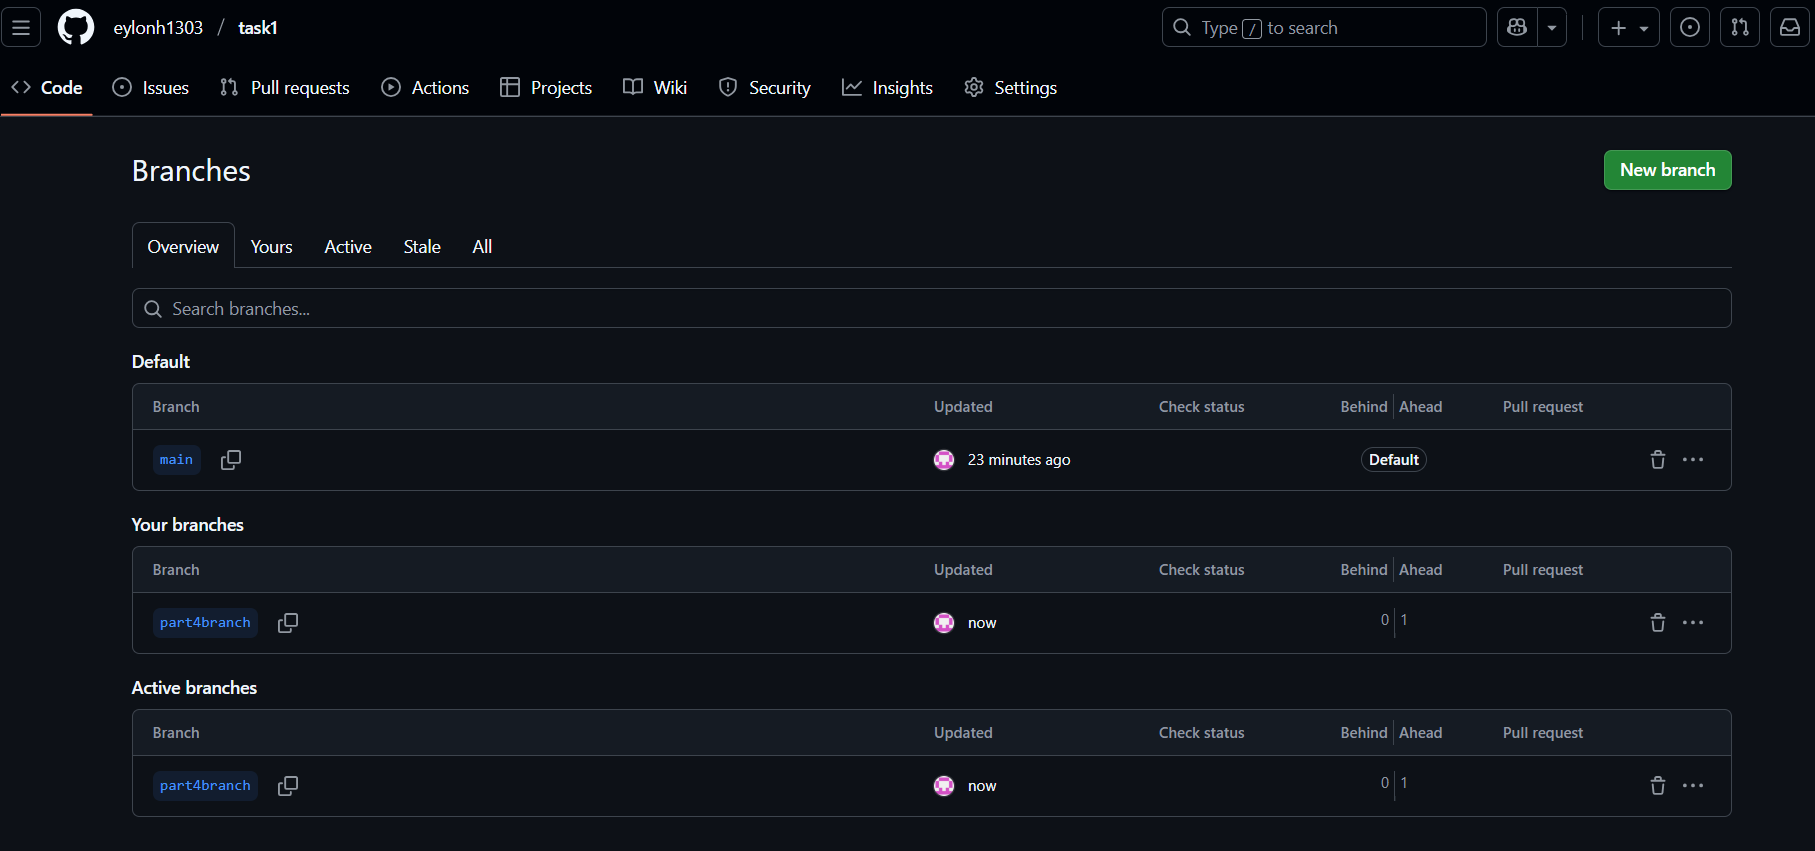 eylonh1303 / task1
Type / to search
Code Issues Pull requests Actions Projects Wiki Security Insights Settings
Branches
New branch
Overview Yours Active Stale All
Search branches...
Default
Branch Updated Check status Behind Ahead Pull request
main 23 minutes ago Default
Your branches
Branch Updated Check status Behind Ahead Pull request
part4branch now 0 1
Active branches
Branch Updated Check status Behind Ahead Pull request
part4branch now 0 1